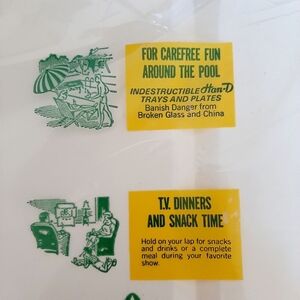 FOR CAREFREE FUN
AROUND THE POOL
INDESTRUCTIBLE Han-D
TRAYS AND PLATES
Banish Danger from
Broken Glass and China
T.V. DINNERS
AND SNACK TIME
Hold on your lap for snacks
and drinks or a complete
meal during your favorite
show.